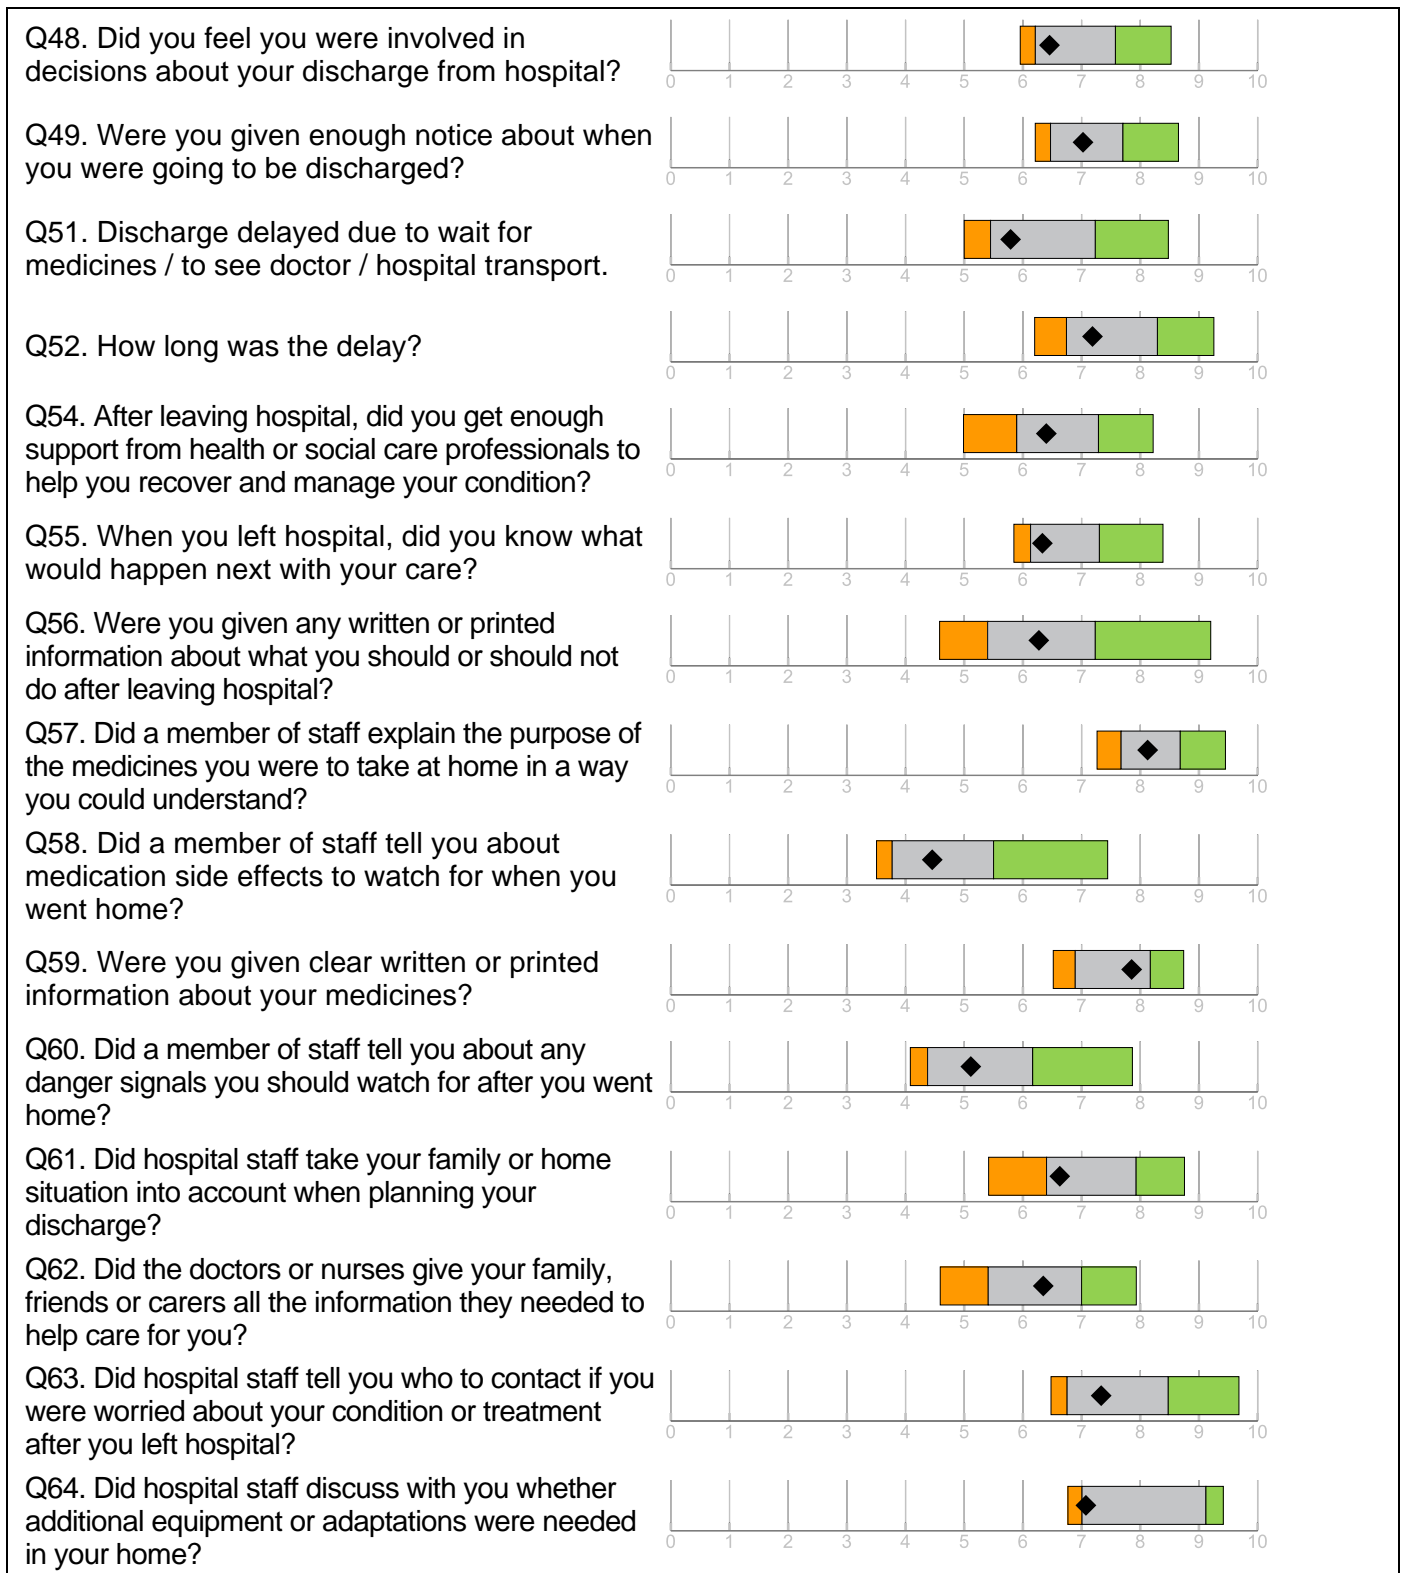 Q48. Did you feel you were involved in
decisions about your discharge from hospital?
0 1 2 3 4 5 6 7 8 9 10
Q49. Were you given enough notice about when
you were going to be discharged?
0 1 2 3 4 5 6 7 8 9 10
Q51. Discharge delayed due to wait for
medicines / to see doctor / hospital transport.
0 1 2 3 4 5 6 7 8 9 10
Q52. How long was the delay?
0 1 2 3 4 5 6 7 8 9 10
Q54. After leaving hospital, did you get enough
support from health or social care professionals to
help you recover and manage your condition?
0 1 2 3 4 5 6 7 8 9 10
Q55. When you left hospital, did you know what
would happen next with your care?
0 1 2 3 4 5 6 7 8 9 10
Q56. Were you given any written or printed
information about what you should or should not
do after leaving hospital?
0 1 2 3 4 5 6 7 8 9 10
Q57. Did a member of staff explain the purpose of
the medicines you were to take at home in a way
you could understand?
0 1 2 3 4 5 6 7 8 9 10
Q58. Did a member of staff tell you about
medication side effects to watch for when you
went home?
0 1 2 3 4 5 6 7 8 9 10
Q59. Were you given clear written or printed
information about your medicines?
0 1 2 3 4 5 6 7 8 9 10
Q60. Did a member of staff tell you about any
danger signals you should watch for after you went
home?
0 1 2 3 4 5 6 7 8 9 10
Q61. Did hospital staff take your family or home
situation into account when planning your
discharge?
0 1 2 3 4 5 6 7 8 9 10
Q62. Did the doctors or nurses give your family,
friends or carers all the information they needed to
help care for you?
0 1 2 3 4 5 6 7 8 9 10
Q63. Did hospital staff tell you who to contact if you
were worried about your condition or treatment
after you left hospital?
0 1 2 3 4 5 6 7 8 9 10
Q64. Did hospital staff discuss with you whether
additional equipment or adaptations were needed
in your home?
0 1 2 3 4 5 6 7 8 9 10